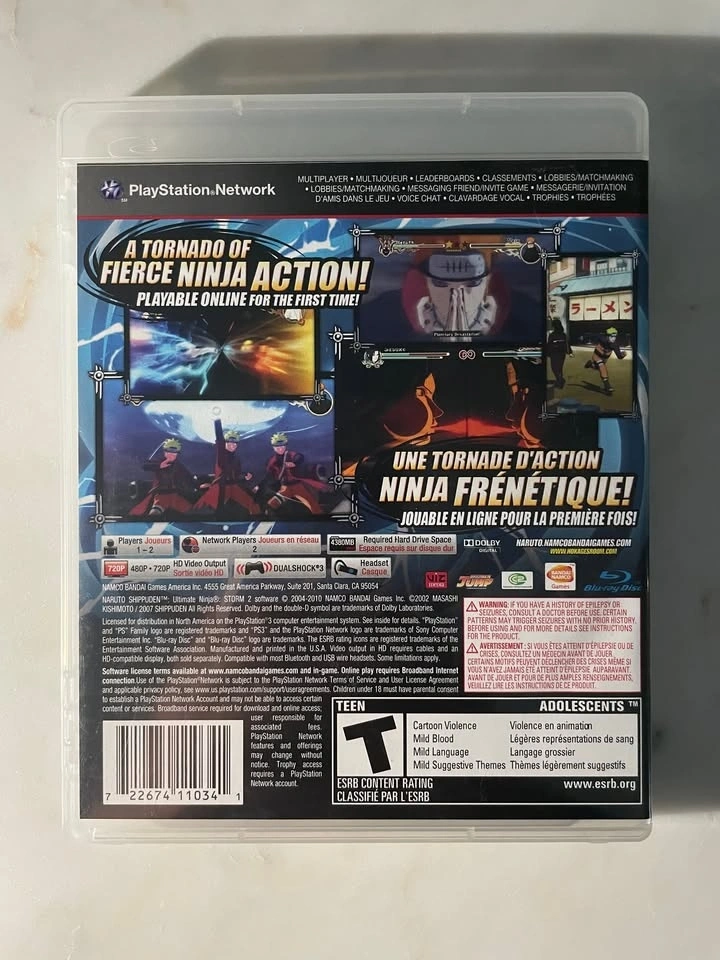 PlayStation®Network
MULTIPLAYER • MULTIJOUEUR • LEADERBOARDS • CLASSEMENTS • LOBBIES/MATCHMAKING
• LOBBIES/MATCHMAKING • MESSAGING FRIEND/INVITE GAME • MESSAGERIE/INVITATION
D'AMIS DANS LE JEU • VOICE CHAT • CLAVARDAGE VOCAL • TROPHIES • TROPHÉES
A TORNADO OF
FIERCE NINJA ACTION!
PLAYABLE ONLINE FOR THE FIRST TIME!
Planetary Devastation
ラーメン
UNE TORNADE D'ACTION
NINJA FRÉNÉTIQUE!
JOUABLE EN LIGNE POUR LA PREMIÈRE FOIS!
Players Joueurs
1 - 2
Network Players Joueurs en réseau
2
4380MB
Required Hard Drive Space
Espace requis sur disque dur
DOLBY
DIGITAL
NARUTO.NAMCOBANDAIGAMES.COM
WWW.HOKAGESROOM.COM
720P
480P • 720P
HD Video Output
Sortie vidéo HD
DUALSHOCK®3
Headset
Casque
VIZ
JUMP
BANDAI
NAMCO
Games
Blu-ray Disc
NAMCO BANDAI Games America Inc. 4555 Great America Parkway, Suite 201, Santa Clara, CA 95054
NARUTO SHIPPUDEN™: Ultimate Ninja®: STORM 2 software © 2004-2010 NAMCO BANDAI Games Inc. ©2002 MASASHI
KISHIMOTO / 2007 SHIPPUDEN All Rights Reserved. Dolby and the double-D symbol are trademarks of Dolby Laboratories.
Licensed for distribution in North America on the PlayStation®3 computer entertainment system. See inside for details. "PlayStation"
and "PS" Family logo are registered trademarks and "PS3" and the PlayStation Network logo are trademarks of Sony Computer
Entertainment Inc. "Blu-ray Disc" and "Blu-ray Disc" logo are trademarks. The ESRB rating icons are registered trademarks of the
Entertainment Software Association. Manufactured and printed in the U.S.A. Video output in HD requires cables and an
HD-compatible display, both sold separately. Compatible with most Bluetooth and USB wire headsets. Some limitations apply.
Software license terms available at www.namcobandaigames.com and in-game. Online play requires Broadband Internet
connection. Use of the PlayStation®Network is subject to the PlayStation Network Terms of Service and User License Agreement
and applicable privacy policy, see www.us.playstation.com/support/useragreements. Children under 18 must have parental consent
to establish a PlayStation Network Account and may not be able to access certain
content or services. Broadband service required for download and online access;
user responsible for
associated fees.
PlayStation Network
features and offerings
may change without
notice. Trophy access
requires a PlayStation
Network account.
WARNING: IF YOU HAVE A HISTORY OF EPILEPSY OR
SEIZURES, CONSULT A DOCTOR BEFORE USE. CERTAIN
PATTERNS MAY TRIGGER SEIZURES WITH NO PRIOR HISTORY.
BEFORE USING AND FOR MORE DETAILS SEE INSTRUCTIONS
FOR THE PRODUCT.
AVERTISSEMENT : SI VOUS ÊTES ATTEINT D'ÉPILEPSIE OU DE
CRISES, CONSULTEZ UN MÉDECIN AVANT DE JOUER.
CERTAINS MOTIFS PEUVENT DÉCLENCHER DES CRISES MÊME SI
VOUS N'AVEZ JAMAIS ÉTÉ ATTEINT D'ÉPILEPSIE AUPARAVANT.
AVANT DE JOUER ET POUR DE PLUS AMPLES RENSEIGNEMENTS,
VEUILLEZ LIRE LES INSTRUCTIONS DE CE PRODUIT.
7 22674 11034 1
TEEN
ADOLESCENTS ™
T
Cartoon Violence
Violence en animation
Mild Blood
Légères représentations de sang
Mild Language
Langage grossier
Mild Suggestive Themes
Thèmes légèrement suggestifs
ESRB CONTENT RATING
www.esrb.org
CLASSIFIÉ PAR L'ESRB